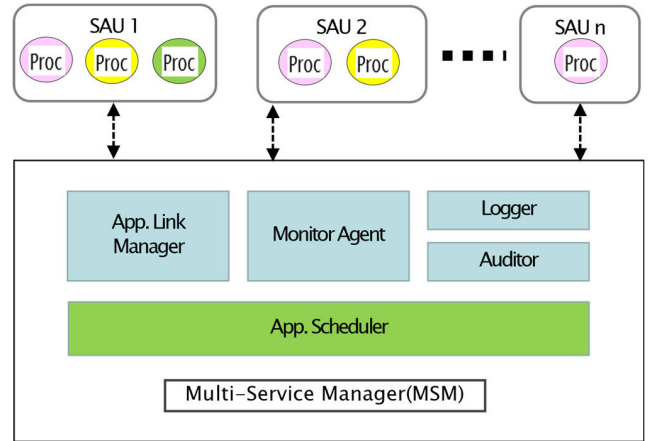 SAU 1
Proc
Proc
Proc
SAU 2
Proc
Proc
SAU n
Proc
App. Link
Manager
Monitor Agent
Logger
Auditor
App. Scheduler
Multi-Service Manager(MSM)